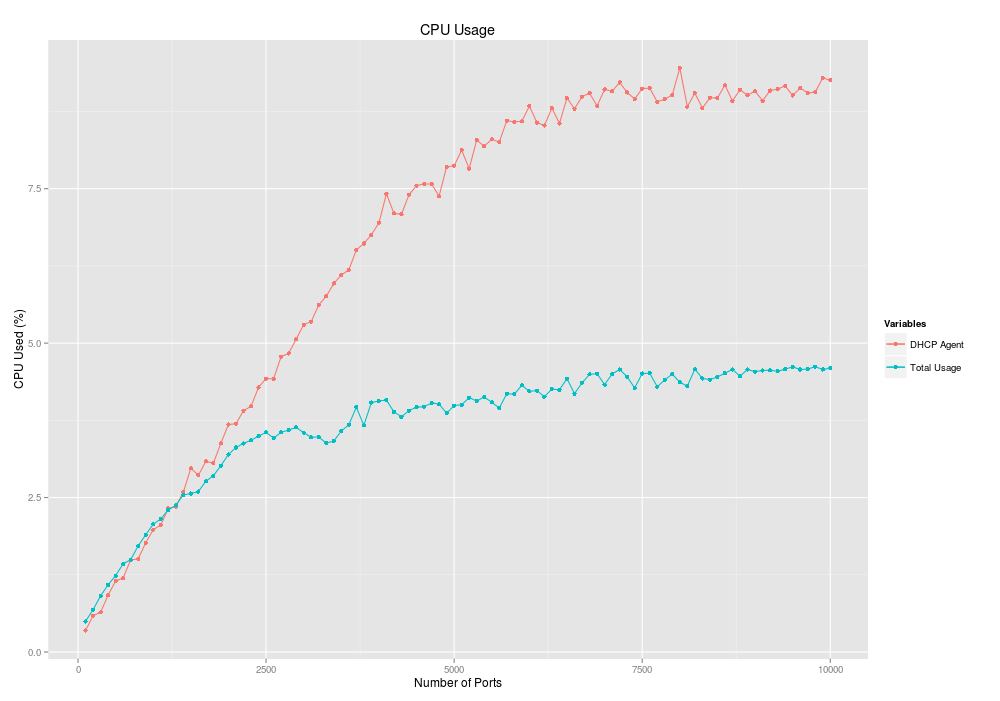 CPU Usage
CPU Used (%)
7.5
5.0
2.5
0.0
0
2500
5000
7500
10000
Number of Ports
Variables
DHCP Agent
Total Usage